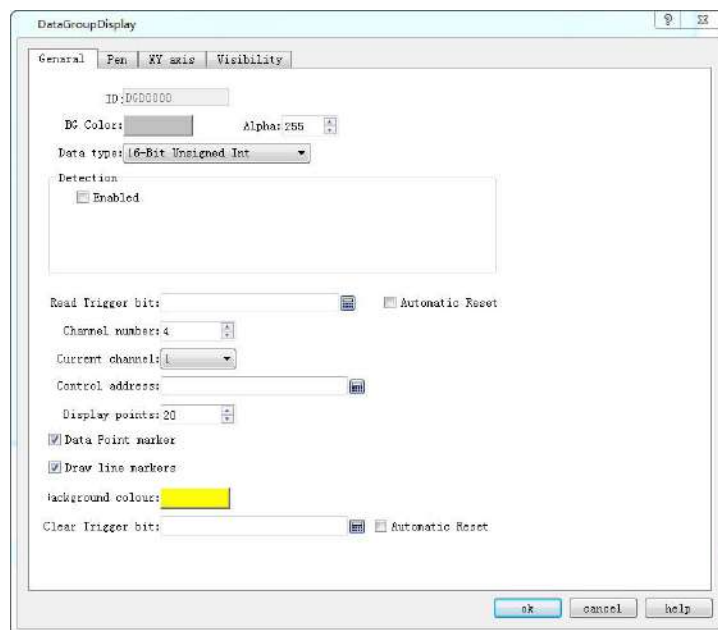 DataGroupDisplay
General Pen XY axis Visibility
ID: DGD0000
BG Color: Alpha: 255
Data type: 16-Bit Unsigned Int
Detection
Enabled
Read Trigger bit: Automatic Reset
Channel number: 4
Current channel: 1
Control address:
Display points: 20
Data Point marker
Draw line markers
Background colour:
Clear Trigger bit: Automatic Reset
ok cancel help